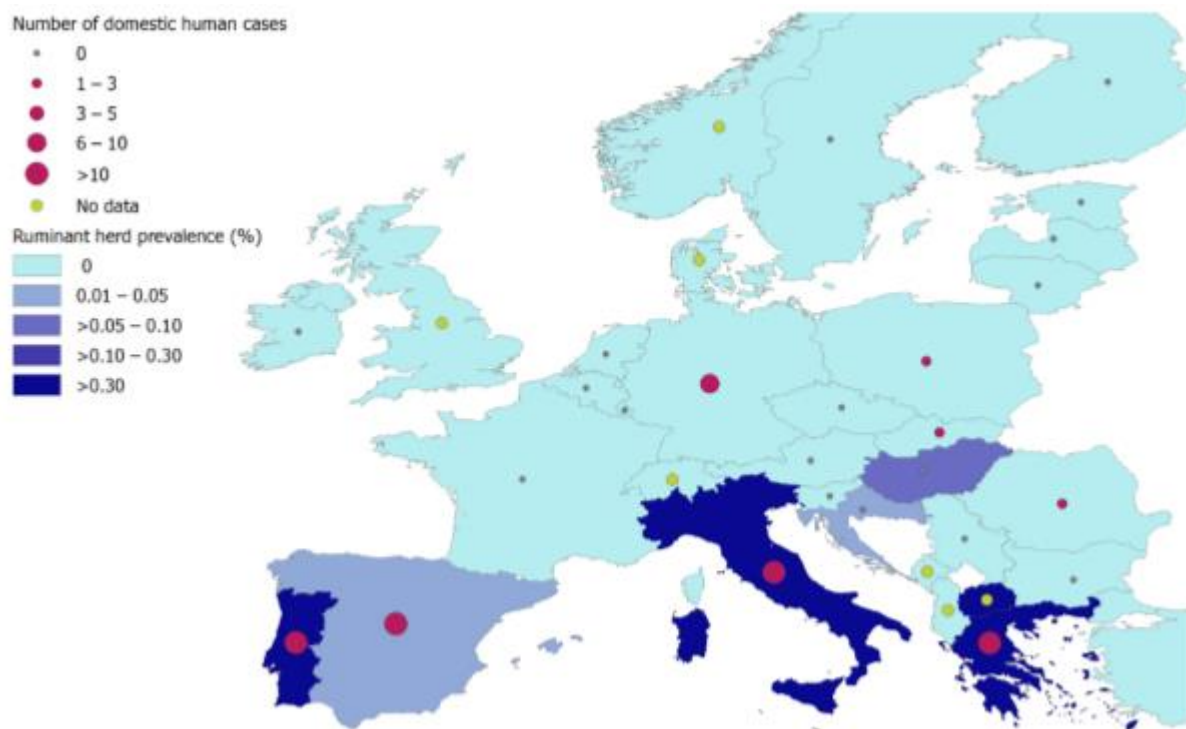 Number of domestic human cases
0
1 – 3
3 – 5
6 – 10
>10
No data
Ruminant herd prevalence (%)
0
0.01 – 0.05
>0.05 – 0.10
>0.10 – 0.30
>0.30